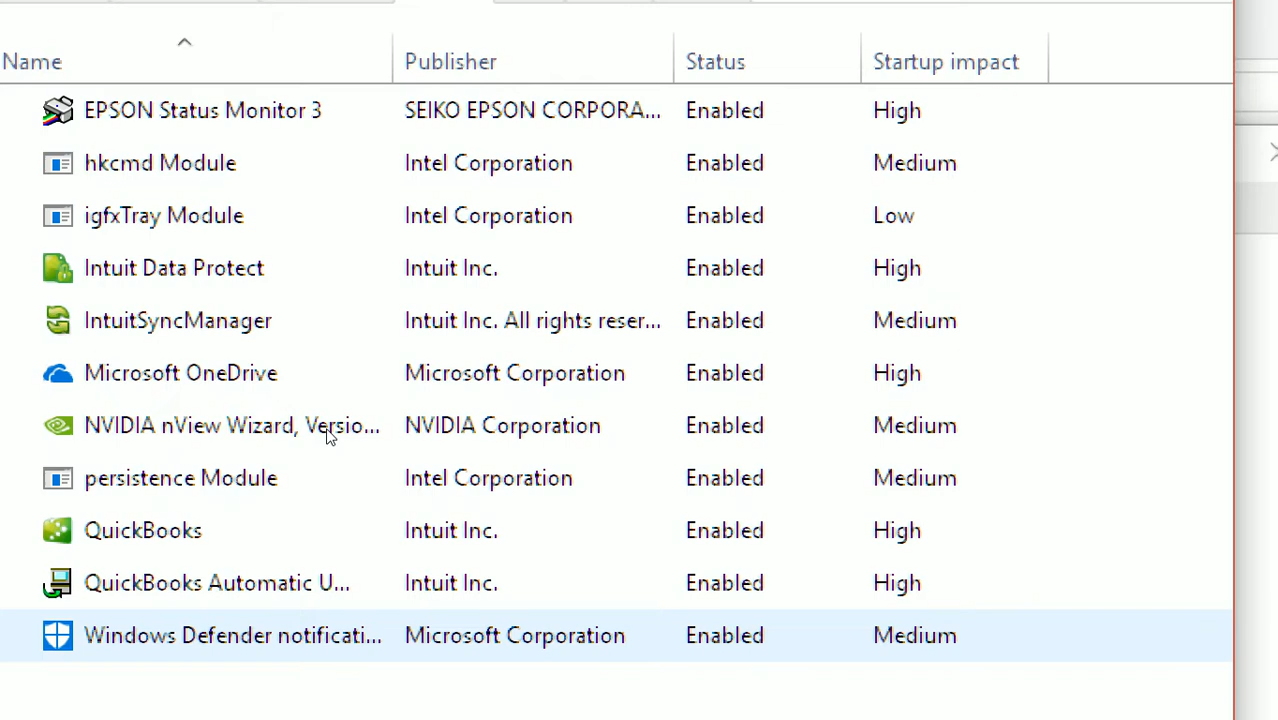 Name Publisher Status Startup impact
EPSON Status Monitor 3 SEIKO EPSON CORPORA... Enabled High
hkcmd Module Intel Corporation Enabled Medium
igfxTray Module Intel Corporation Enabled Low
Intuit Data Protect Intuit Inc. Enabled High
IntuitSyncManager Intuit Inc. All rights reser... Enabled Medium
Microsoft OneDrive Microsoft Corporation Enabled High
NVIDIA nView Wizard, Versio... NVIDIA Corporation Enabled Medium
persistence Module Intel Corporation Enabled Medium
QuickBooks Intuit Inc. Enabled High
QuickBooks Automatic U... Intuit Inc. Enabled High
Windows Defender notificati... Microsoft Corporation Enabled Medium